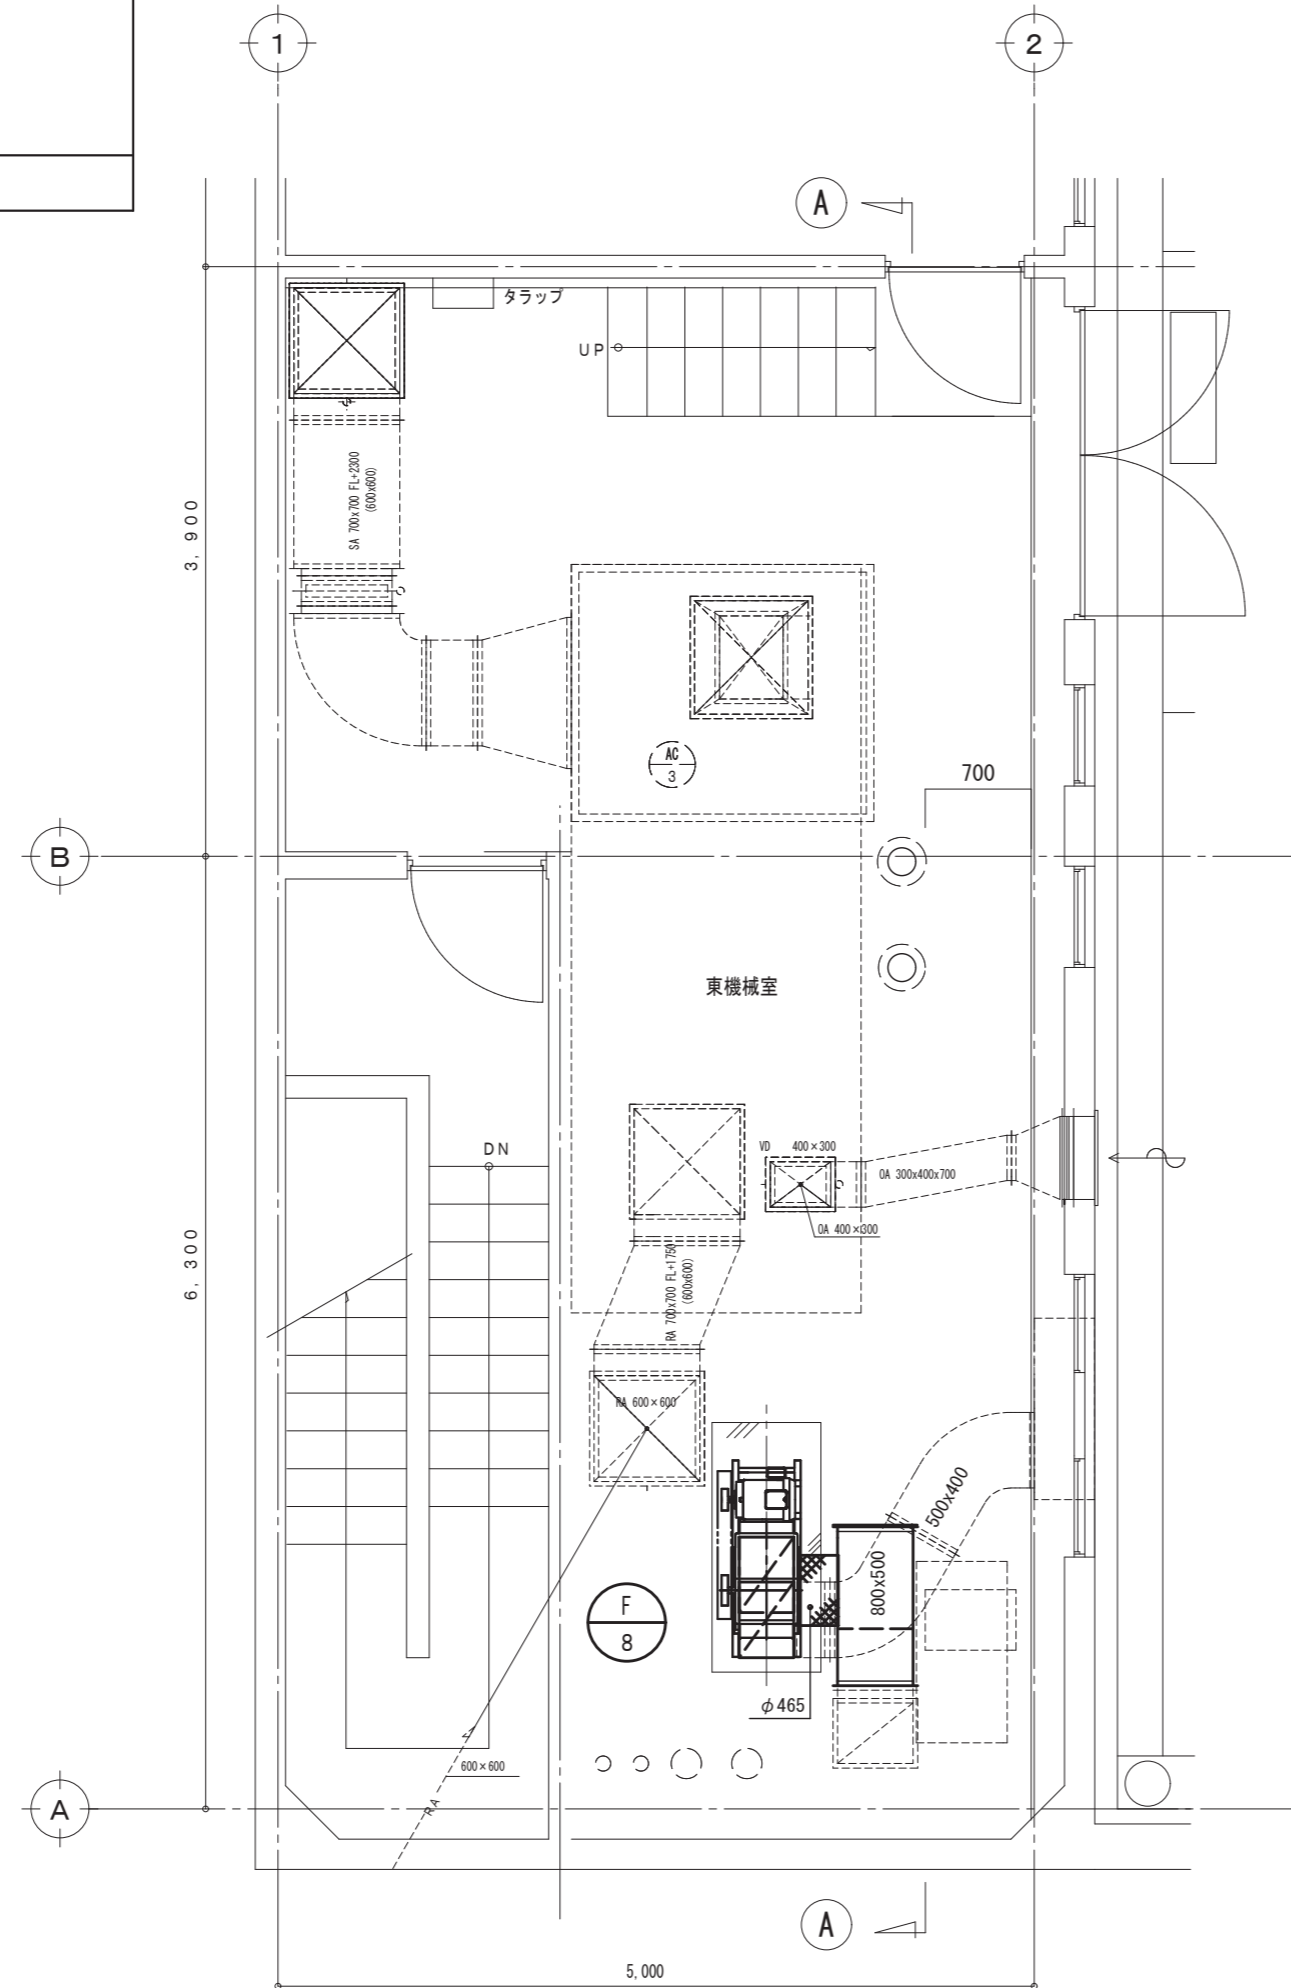 1
2
A
タラップ
UP
SA 700x700 FL+2300
(600x600)
3,900
AC
3
700
B
東機械室
DN
VD 400×300
OA 300x400x700
OA 400×300
6,300
RA 700x700 FL+1750
(600x600)
RA 600×600
500x400
800x500
F
8
φ465
600×600
RA
A
A
5,000